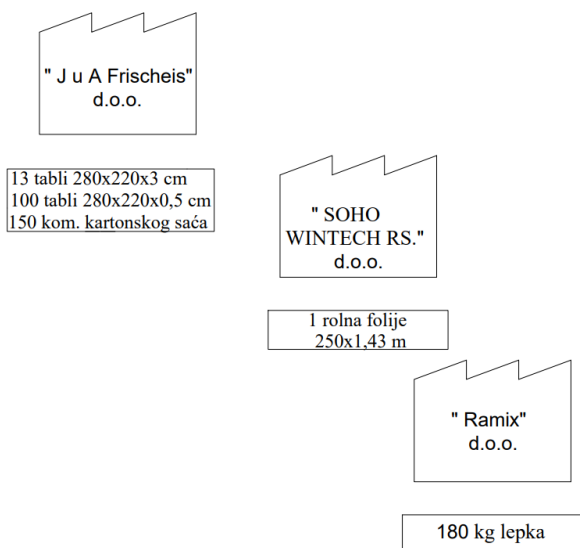 " J u A Frischeis"
d.o.o.
13 tabli 280x220x3 cm
100 tabli 280x220x0,5 cm
150 kom. kartonskog saća
" SOHO
WINTECH RS."
d.o.o.
1 rolna folije
250x1,43 m
" Ramix"
d.o.o.
180 kg lepka